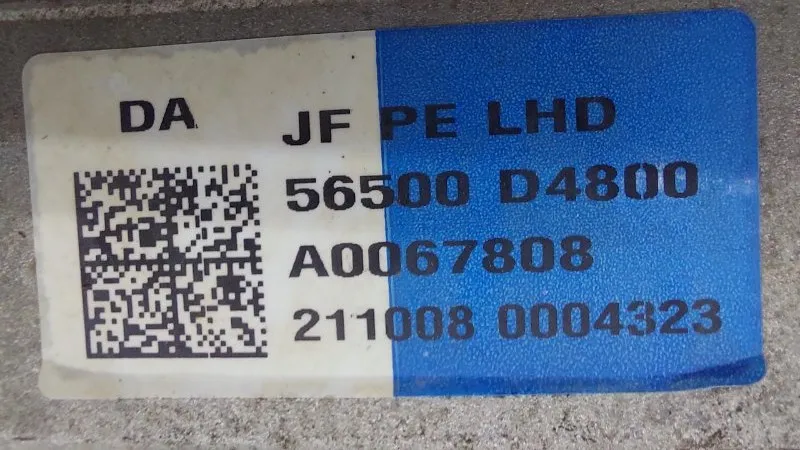 DA
JF PE LHD
56500 D4800
A0067808
211008 0004323